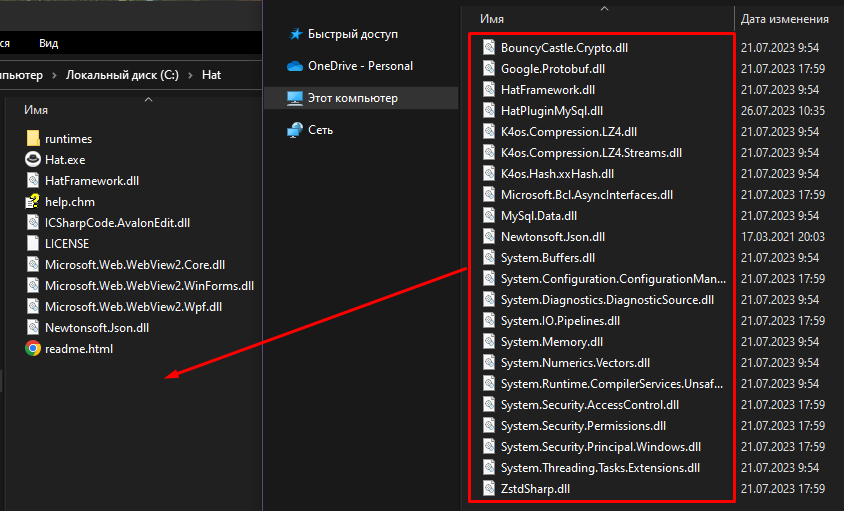 ся
Вид
мпьютер > Локальный диск (C:) > Hat
Имя
runtimes
Hat.exe
HatFramework.dll
help.chm
ICSharpCode.AvalonEdit.dll
LICENSE
Microsoft.Web.WebView2.Core.dll
Microsoft.Web.WebView2.WinForms.dll
Microsoft.Web.WebView2.Wpf.dll
Newtonsoft.Json.dll
readme.html
Быстрый доступ
OneDrive - Personal
Этот компьютер
Сеть
Имя Дата изменения
BouncyCastle.Crypto.dll 21.07.2023 9:54
Google.Protobuf.dll 21.07.2023 17:59
HatFramework.dll 21.07.2023 9:54
HatPluginMySql.dll 26.07.2023 10:35
K4os.Compression.LZ4.dll 21.07.2023 9:54
K4os.Compression.LZ4.Streams.dll 21.07.2023 9:54
K4os.Hash.xxHash.dll 21.07.2023 9:54
Microsoft.Bcl.AsyncInterfaces.dll 21.07.2023 17:59
MySql.Data.dll 21.07.2023 9:54
Newtonsoft.Json.dll 17.03.2021 20:03
System.Buffers.dll 21.07.2023 9:54
System.Configuration.ConfigurationMan... 21.07.2023 17:59
System.Diagnostics.DiagnosticSource.dll 21.07.2023 9:54
System.IO.Pipelines.dll 21.07.2023 17:59
System.Memory.dll 21.07.2023 9:54
System.Numerics.Vectors.dll 21.07.2023 9:54
System.Runtime.CompilerServices.Unsaf... 21.07.2023 9:54
System.Security.AccessControl.dll 21.07.2023 17:59
System.Security.Permissions.dll 21.07.2023 17:59
System.Security.Principal.Windows.dll 21.07.2023 17:59
System.Threading.Tasks.Extensions.dll 21.07.2023 9:54
ZstdSharp.dll 21.07.2023 17:59